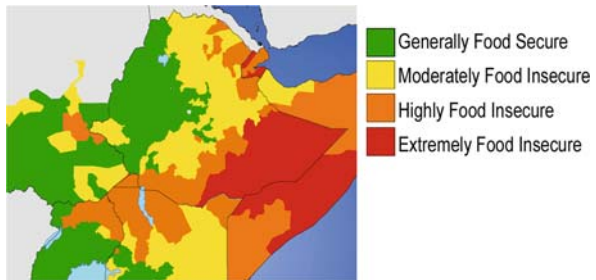 Generally Food Secure
Moderately Food Insecure
Highly Food Insecure
Extremely Food Insecure